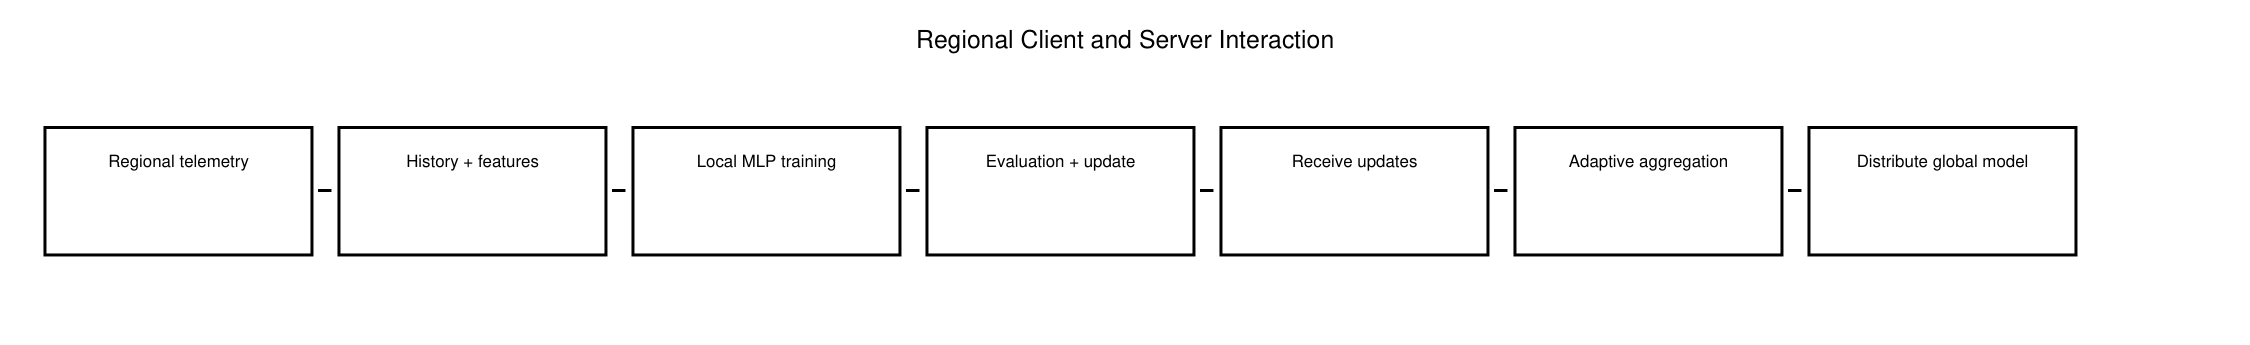 Regional Client and Server Interaction
Regional telemetry
History + features
Local MLP training
Evaluation + update
Receive updates
Adaptive aggregation
Distribute global model